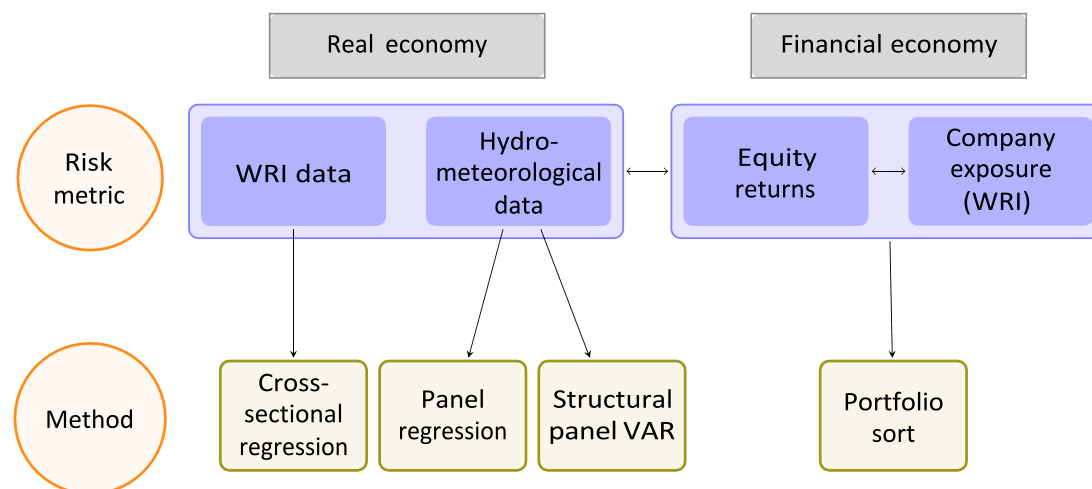 Real economy
Financial economy
Risk
metric
WRI data
Hydro-
meteorological
data
Equity
returns
Company
exposure
(WRI)
Method
Cross-
sectional
regression
Panel
regression
Structural
panel VAR
Portfolio
sort